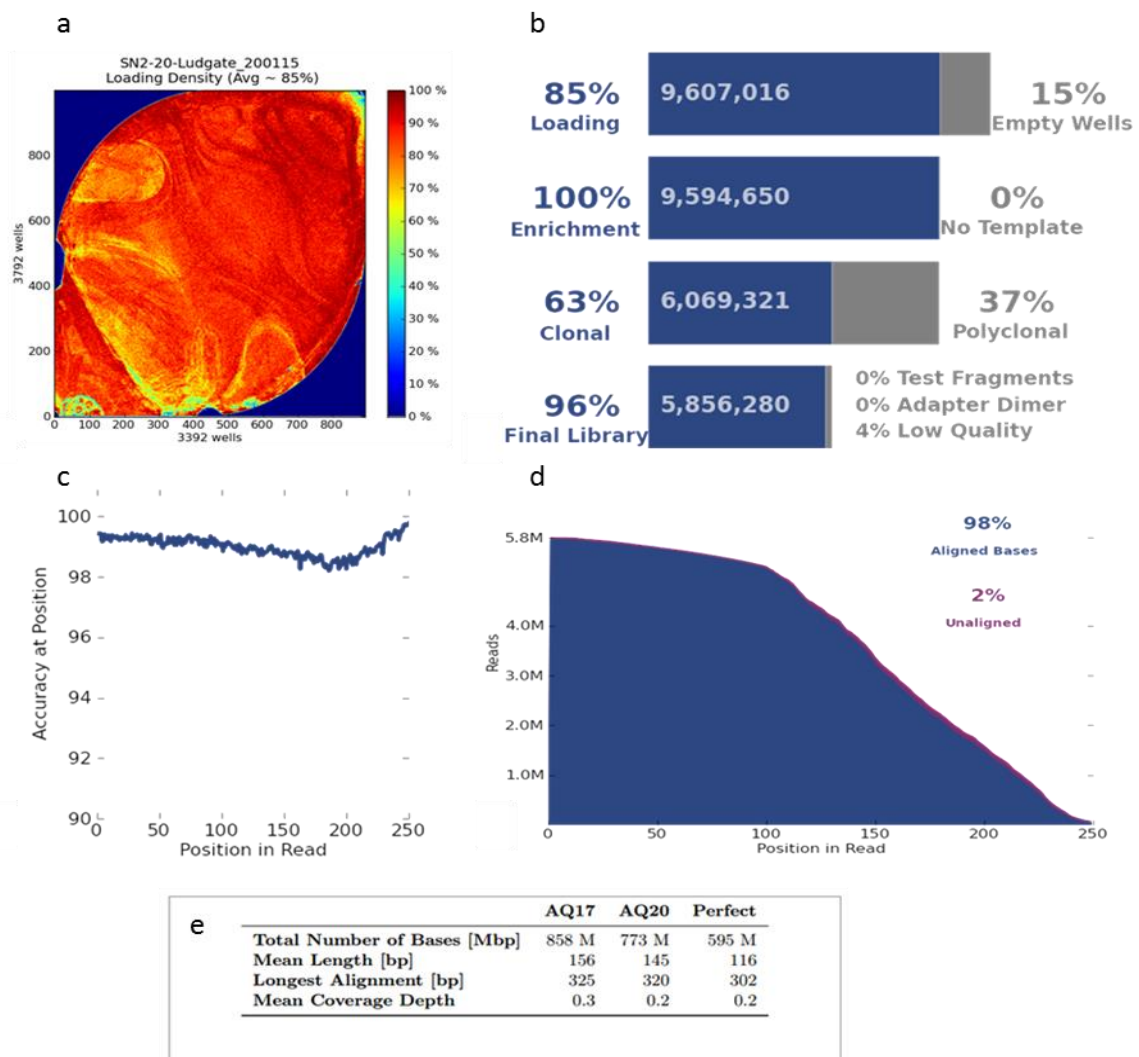 a
SN2-20-Ludgate_200115
Loading Density (Avg ~ 85%)
100 %
90 %
80 %
70 %
60 %
50 %
40 %
30 %
20 %
10 %
0 %
800
600
400
200
0
3792 wells
0 100 200 300 400 500 600 700 800
3392 wells
b
85%
Loading
9,607,016
15%
Empty Wells
100%
Enrichment
9,594,650
0%
No Template
63%
Clonal
6,069,321
37%
Polyclonal
96%
Final Library
5,856,280
0% Test Fragments
0% Adapter Dimer
4% Low Quality
c
100
98
96
94
92
90
Accuracy at Position
0 50 100 150 200 250
Position in Read
d
5.8M
4.0M
3.0M
2.0M
1.0M
Reads
0 50 100 150 200 250
Position in Read
98%
Aligned Bases
2%
Unaligned
e
AQ17 AQ20 Perfect
Total Number of Bases [Mbp] 858 M 773 M 595 M
Mean Length [bp] 156 145 116
Longest Alignment [bp] 325 320 302
Mean Coverage Depth 0.3 0.2 0.2